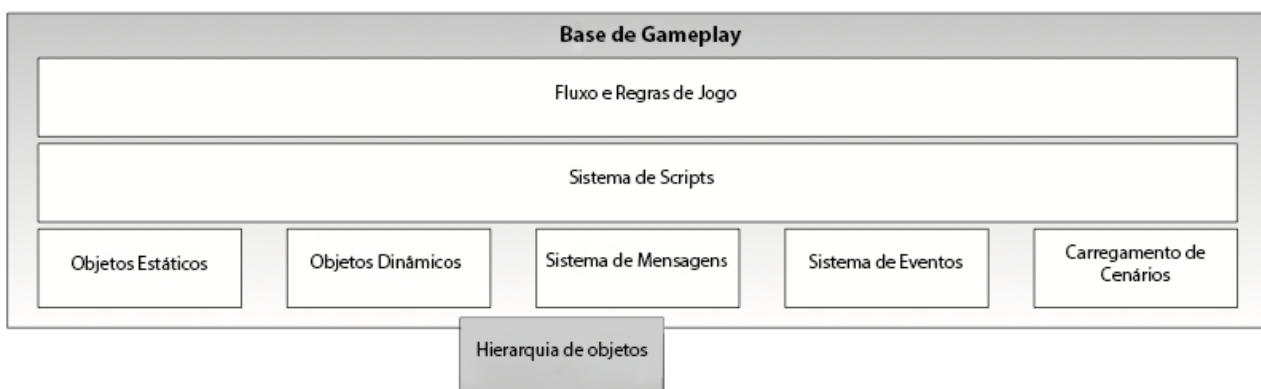 Base de Gameplay
Fluxo e Regras de Jogo
Sistema de Scripts
Objetos Estáticos
Objetos Dinâmicos
Sistema de Mensagens
Sistema de Eventos
Carregamento de
Cenários
Hierarquia de objetos